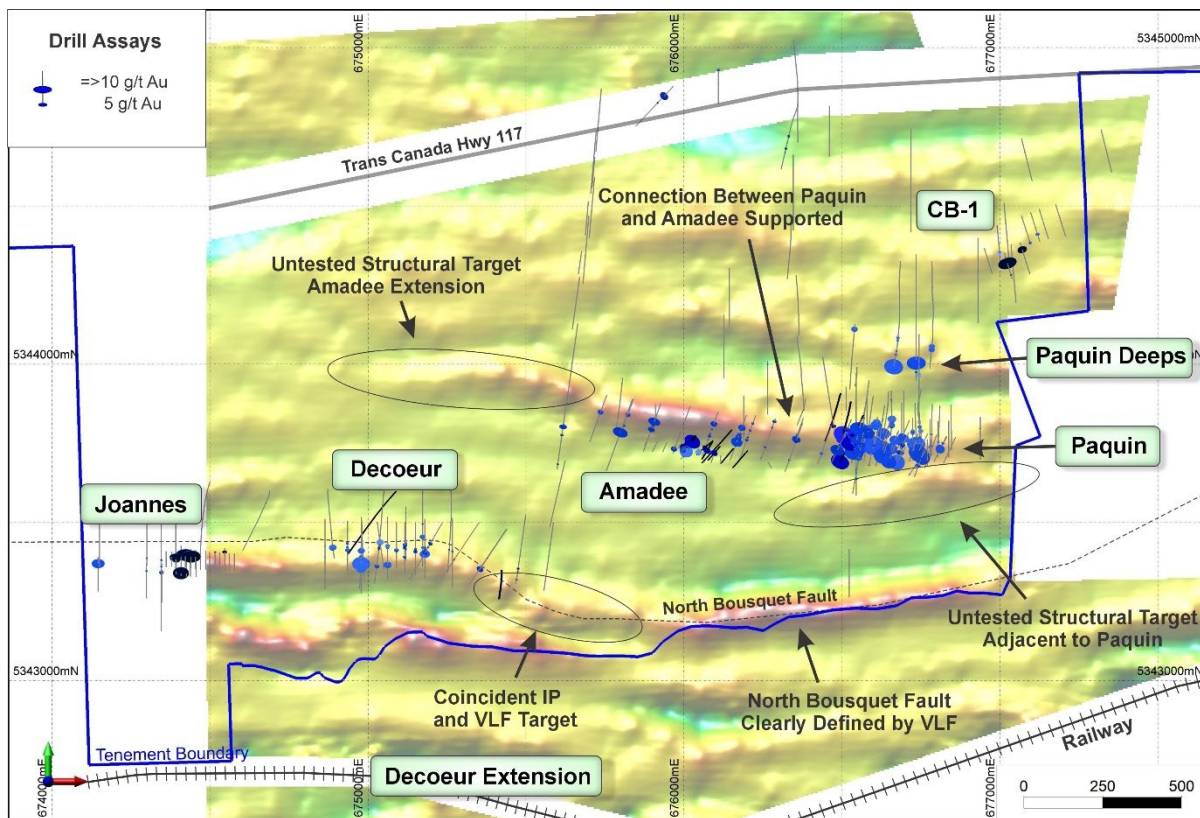 Drill Assays
=>10 g/t Au
5 g/t Au
675000mE
676000mE
677000mE
5345000mN
5345000mN
Trans Canada Hwy 117
Connection Between Paquin
and Amadee Supported
CB-1
Untested Structural Target
Amadee Extension
5344000mN
5344000mN
Paquin Deeps
Paquin
Decoeur
Amadee
Joannes
North Bousquet Fault
Untested Structural Target
Adjacent to Paquin
5343000mN
5343000mN
Coincident IP
and VLF Target
North Bousquet Fault
Clearly Defined by VLF
Railway
Tenement Boundary
Decoeur Extension
674000mE
675000mE
676000mE
677000mE
0 250 500